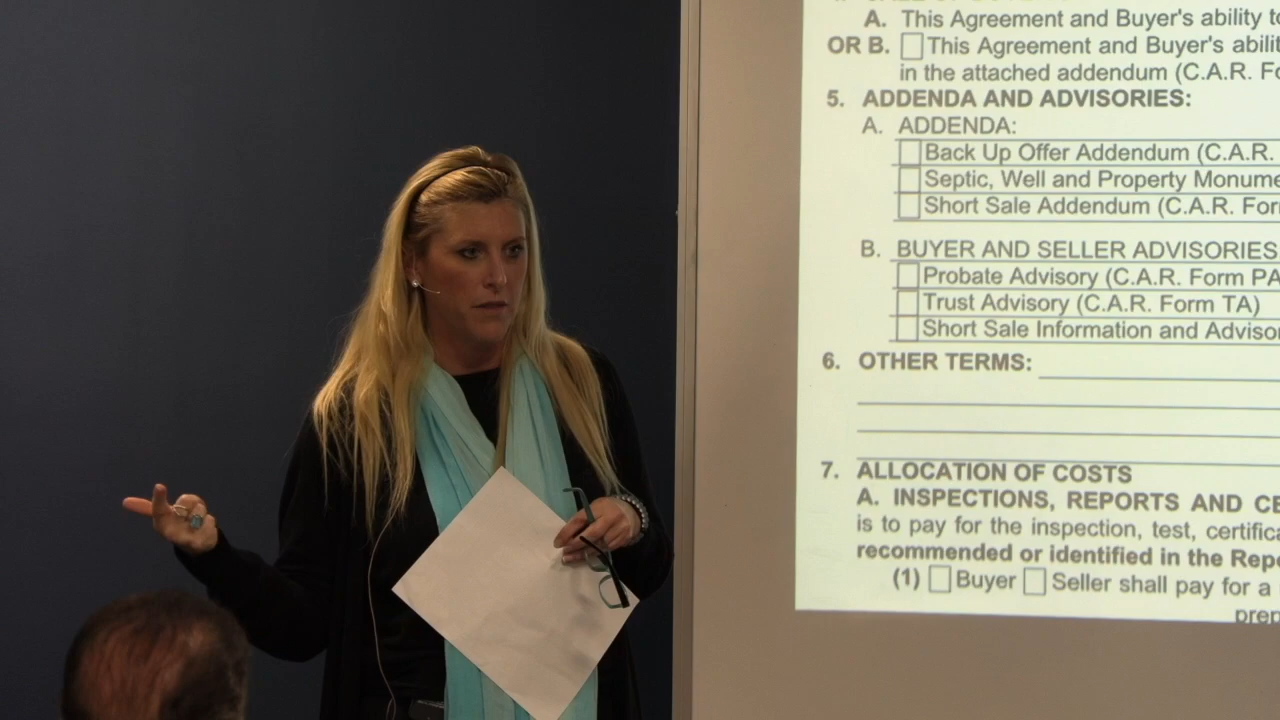 A. This Agreement and Buyer's ability to
OR B. This Agreement and Buyer's abilit
in the attached addendum (C.A.R. Fo
5. ADDENDA AND ADVISORIES:
A. ADDENDA:
Back Up Offer Addendum (C.A.R.
Septic, Well and Property Monume
Short Sale Addendum (C.A.R. For
B. BUYER AND SELLER ADVISORIES
Probate Advisory (C.A.R. Form PA
Trust Advisory (C.A.R. Form TA)
Short Sale Information and Adviso
6. OTHER TERMS:
7. ALLOCATION OF COSTS
A. INSPECTIONS, REPORTS AND CE
is to pay for the inspection, test, certifica
recommended or identified in the Repo
(1) Buyer Seller shall pay for a
prep